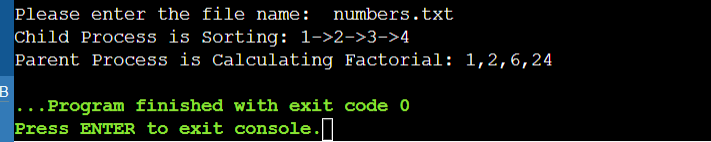 Please enter the file name:  numbers.txt
Child Process is Sorting: 1->2->3->4
Parent Process is Calculating Factorial: 1,2,6,24
B
...Program finished with exit code 0
Press ENTER to exit console.